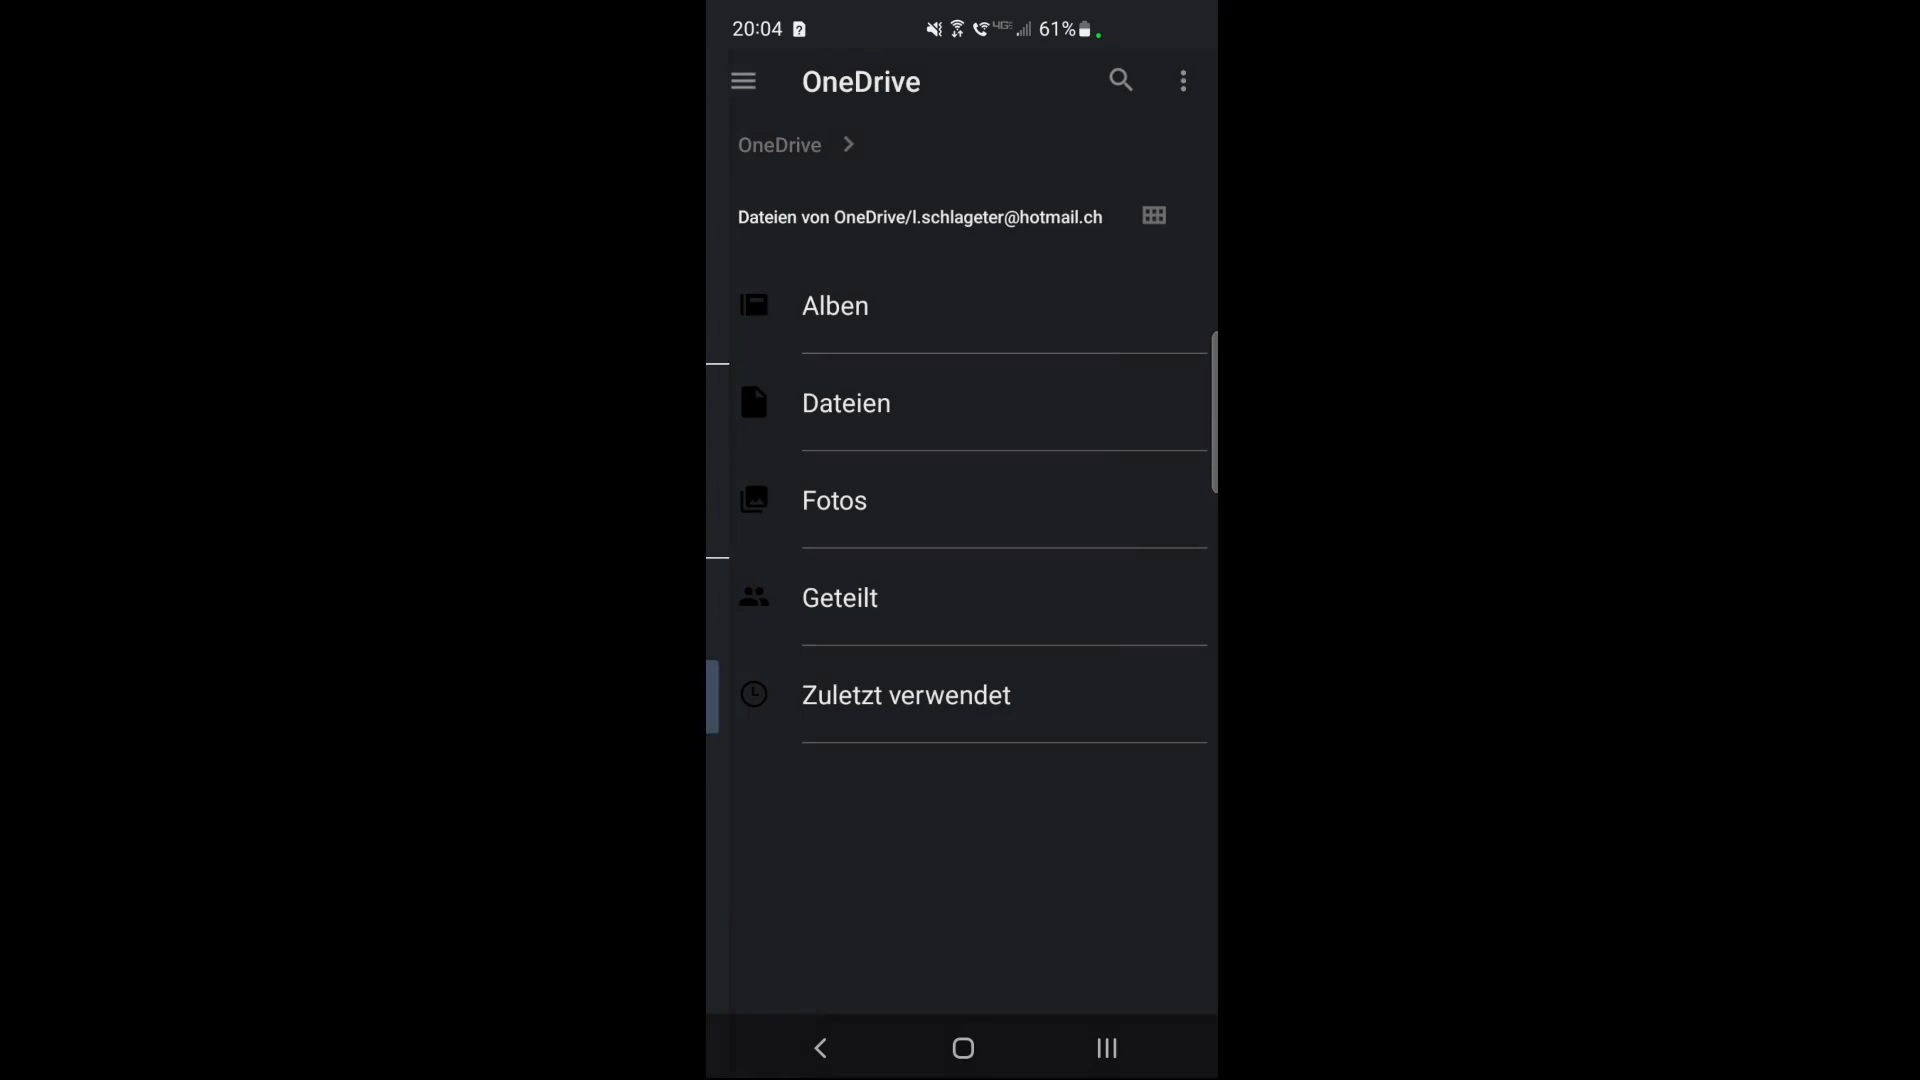 20:04 61%
OneDrive
OneDrive
Dateien von OneDrive/l.schlageter@hotmail.ch
Alben
Dateien
Fotos
Geteilt
Zuletzt verwendet